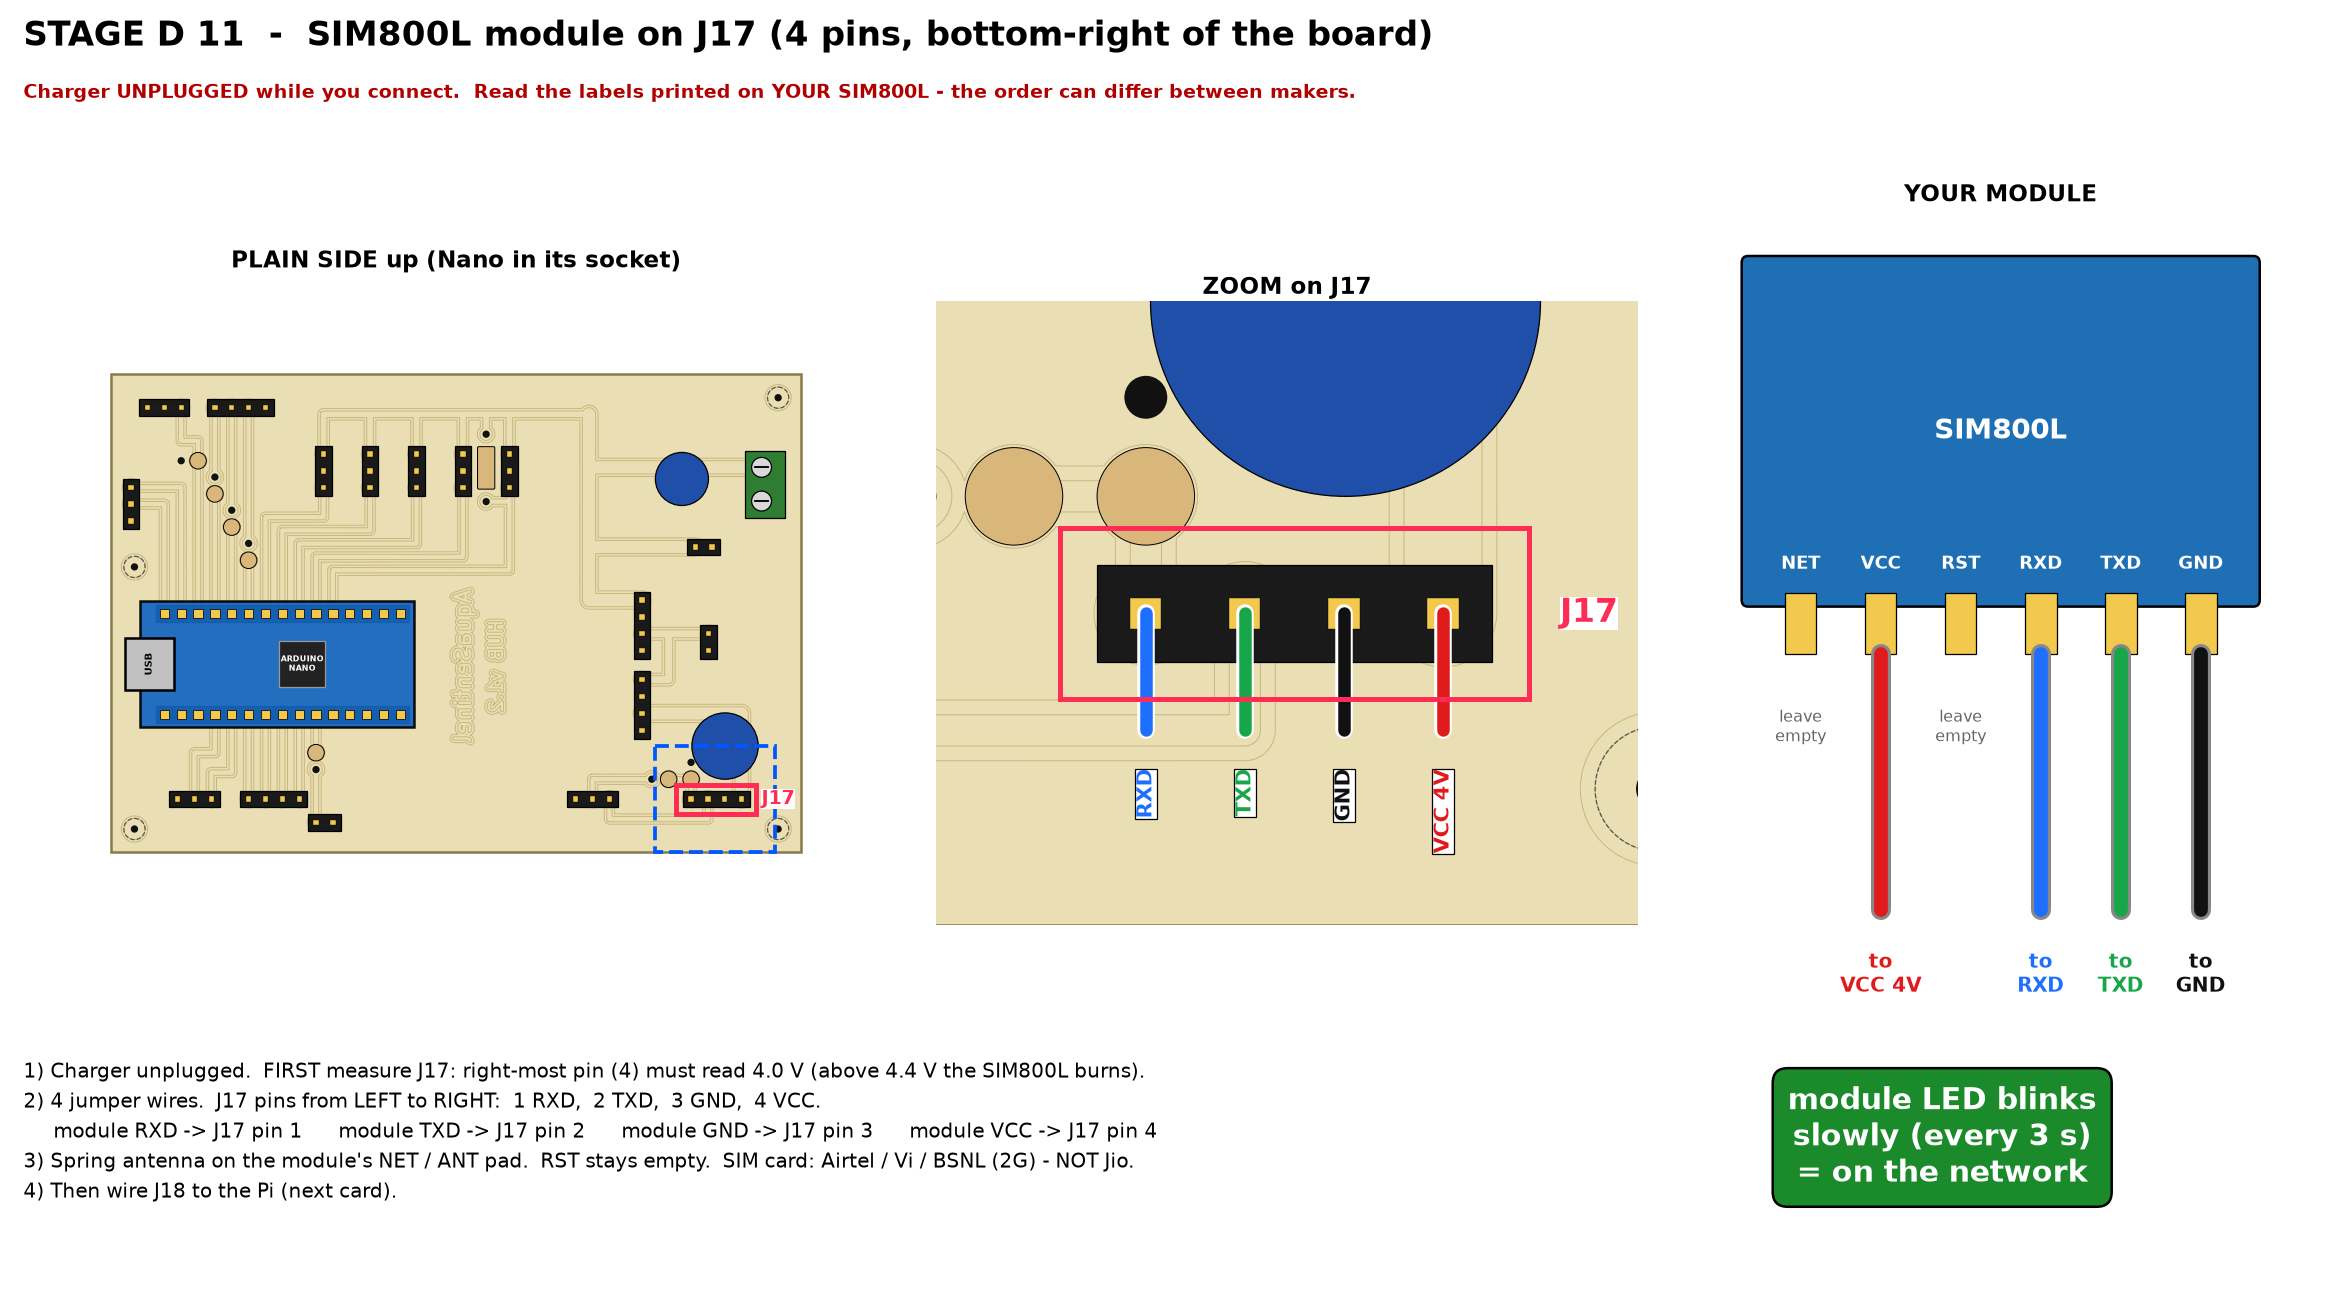 STAGE D 11 - SIM800L module on J17 (4 pins, bottom-right of the board)
Charger UNPLUGGED while you connect. Read the labels printed on YOUR SIM800L - the order can differ between makers.
PLAIN SIDE up (Nano in its socket)
USB
ARDUINO
NANO
AquaSentinel
HUB v1.2
J17
ZOOM on J17
J17
RXD
TXD
GND
VCC 4V
YOUR MODULE
SIM800L
NET VCC RST RXD TXD GND
leave
empty
leave
empty
to
VCC 4V
to
RXD
to
TXD
to
GND
1) Charger unplugged. FIRST measure J17: right-most pin (4) must read 4.0 V (above 4.4 V the SIM800L burns).
2) 4 jumper wires. J17 pins from LEFT to RIGHT: 1 RXD, 2 TXD, 3 GND, 4 VCC.
module RXD -> J17 pin 1 module TXD -> J17 pin 2 module GND -> J17 pin 3 module VCC -> J17 pin 4
3) Spring antenna on the module's NET / ANT pad. RST stays empty. SIM card: Airtel / Vi / BSNL (2G) - NOT Jio.
4) Then wire J18 to the Pi (next card).
module LED blinks
slowly (every 3 s)
= on the network